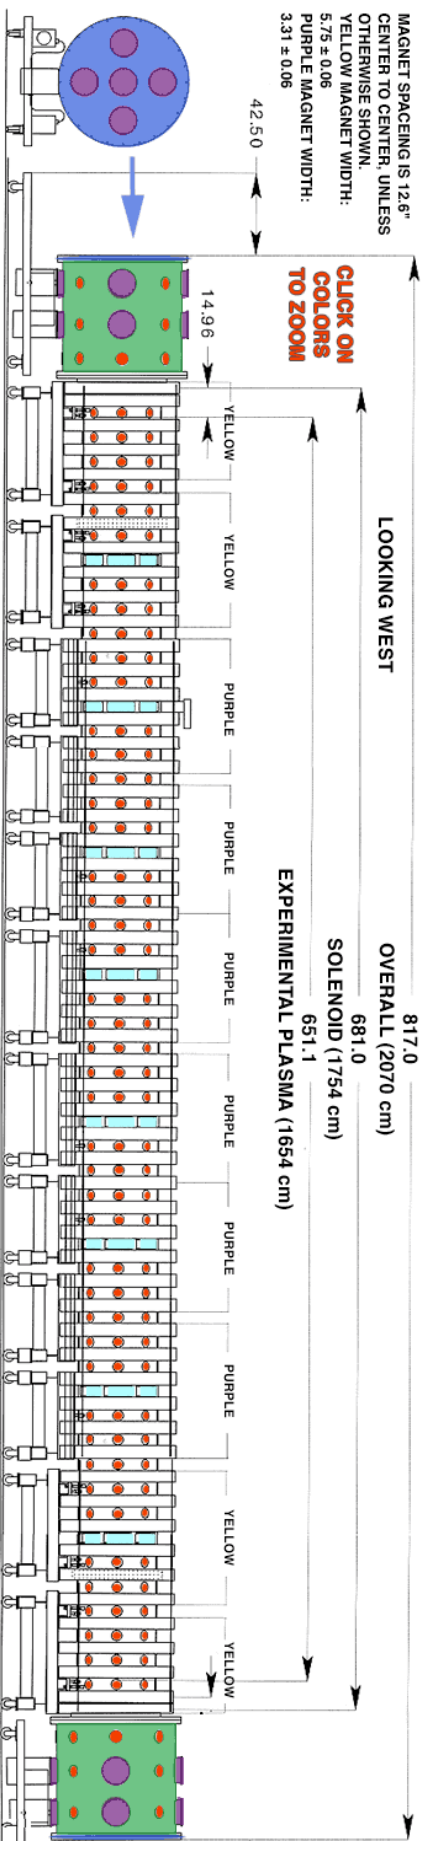 MAGNET SPACEING IS 12.6"
CENTER TO CENTER, UNLESS
OTHERWISE SHOWN.
YELLOW MAGNET WIDTH:
5.75 ± 0.06
PURPLE MAGNET WIDTH:
3.31 ± 0.06
42.50
CLICK ON
COLORS
TO ZOOM
14.96
LOOKING WEST
817.0
OVERALL (2070 cm)
681.0
SOLENOID (1754 cm)
651.1
EXPERIMENTAL PLASMA (1654 cm)
YELLOW
YELLOW
PURPLE
PURPLE
PURPLE
PURPLE
PURPLE
PURPLE
YELLOW
YELLOW